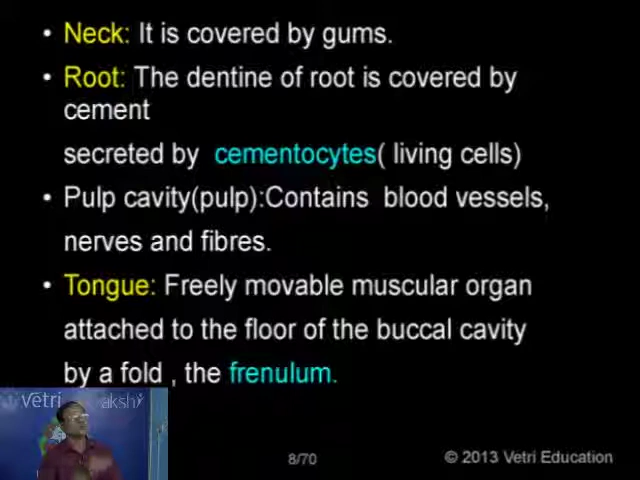 • Neck: It is covered by gums.
• Root: The dentine of root is covered by
cement
secreted by cementocytes( living cells)
• Pulp cavity(pulp):Contains blood vessels,
nerves and fibres.
• Tongue: Freely movable muscular organ
attached to the floor of the buccal cavity
by a fold , the frenulum.
vetri
8/70
© 2013 Vetri Education